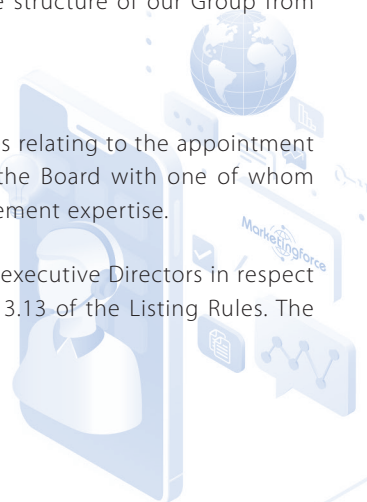 e structure of our Group from
s relating to the appointment
the Board with one of whom
ement expertise.
executive Directors in respect
3.13 of the Listing Rules. The
Marketingforce